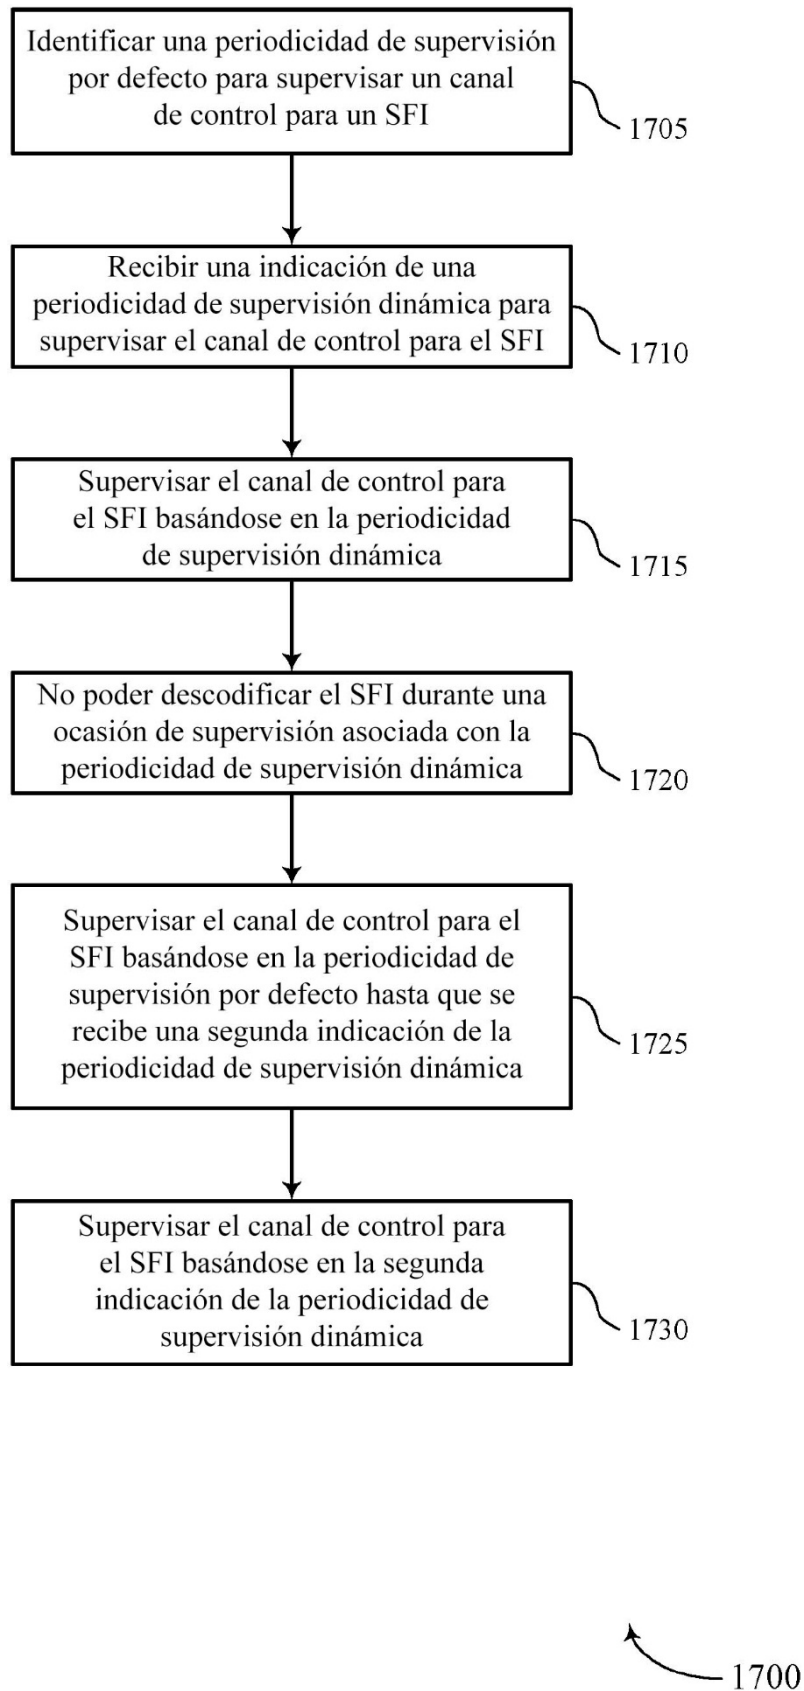 Identificar una periodicidad de supervisión
por defecto para supervisar un canal
de control para un SFI
1705
Recibir una indicación de una
periodicidad de supervisión dinámica para
supervisar el canal de control para el SFI
1710
Supervisar el canal de control para
el SFI basándose en la periodicidad
de supervisión dinámica
1715
No poder descodificar el SFI durante una
ocasión de supervisión asociada con la
periodicidad de supervisión dinámica
1720
Supervisar el canal de control para el
SFI basándose en la periodicidad de
supervisión por defecto hasta que se
recibe una segunda indicación de la
periodicidad de supervisión dinámica
1725
Supervisar el canal de control para
el SFI basándose en la segunda
indicación de la periodicidad de
supervisión dinámica
1730
1700